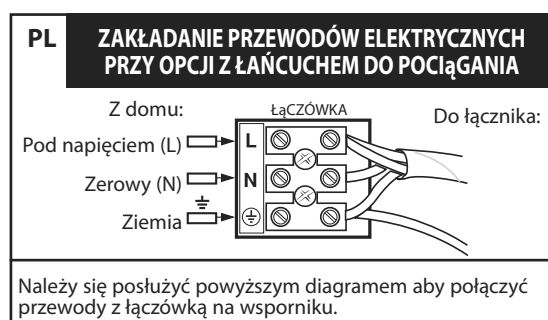 PL
ZAKŁADANIE PRZEWODÓW ELEKTRYCZNYCH
PRZY OPCJI Z ŁAŃCUCHEM DO POCIąGANIA
Z domu:
ŁąCZÓWKA
Do łącznika:
Pod napięciem (L)
L
Zerowy (N)
N
Ziemia
Należy się posłużyć powyższym diagramem aby połączyć
przewody z łączówką na wsporniku.